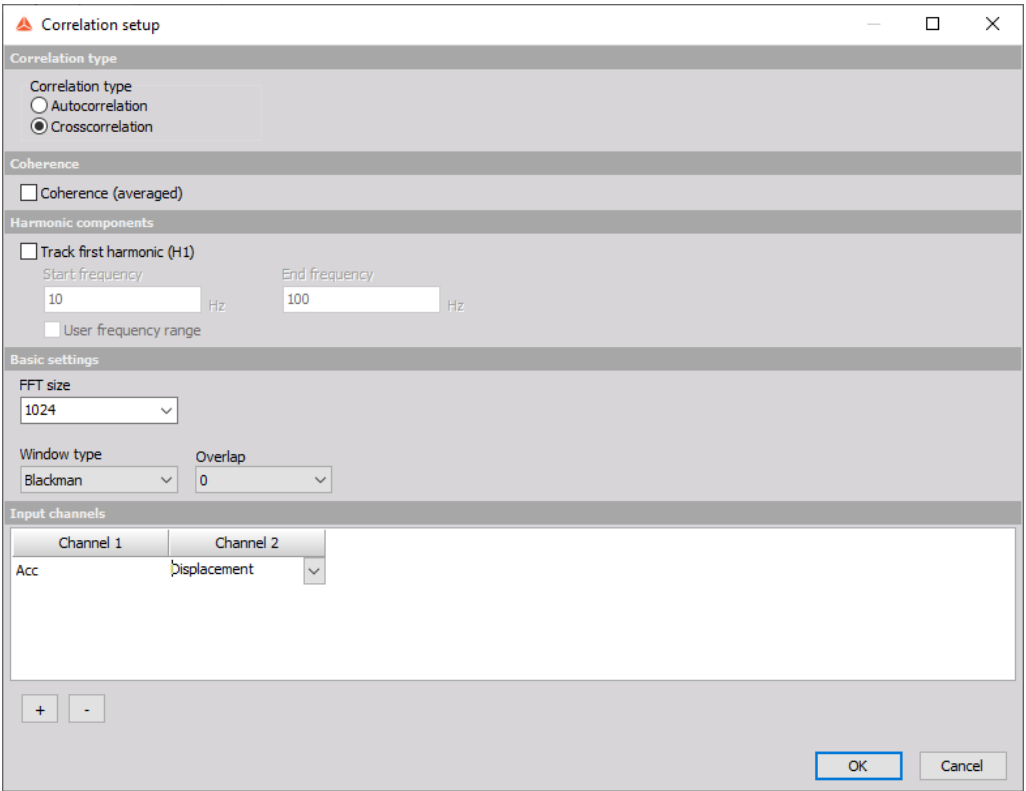 Correlation setup
Correlation type
Correlation type
Autocorrelation
Crosscorrelation
Coherence
Coherence (averaged)
Harmonic components
Track first harmonic (H1)
Start frequency End frequency
10 Hz 100 Hz
User frequency range
Basic settings
FFT size
1024
Window type Overlap
Blackman 0
Input channels
Channel 1 Channel 2
Acc Displacement
+ -
OK Cancel